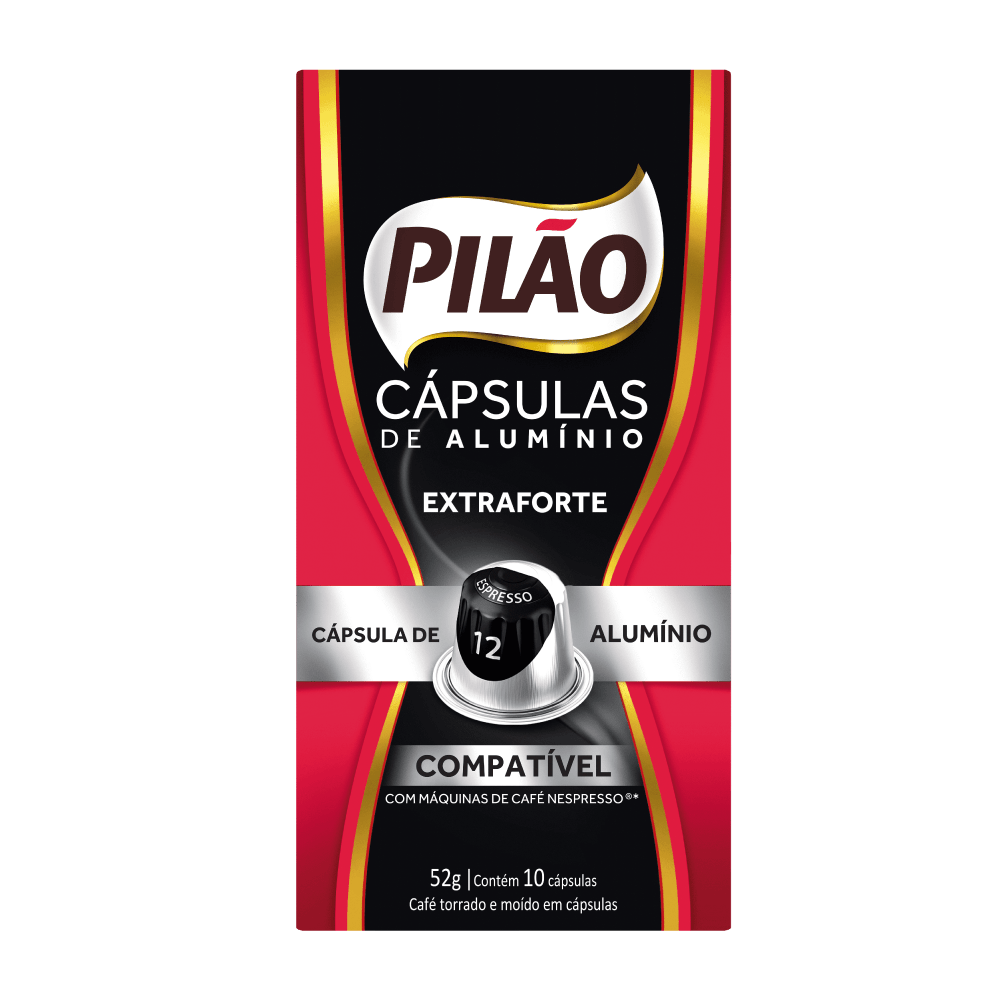 PILÃO
CÁPSULAS
DE ALUMÍNIO
EXTRAFORTE
ESPRESSO
12
CÁPSULA DE ALUMÍNIO
COMPATÍVEL
COM MÁQUINAS DE CAFÉ NESPRESSO®*
52g | Contém 10 cápsulas
Café torrado e moído em cápsulas